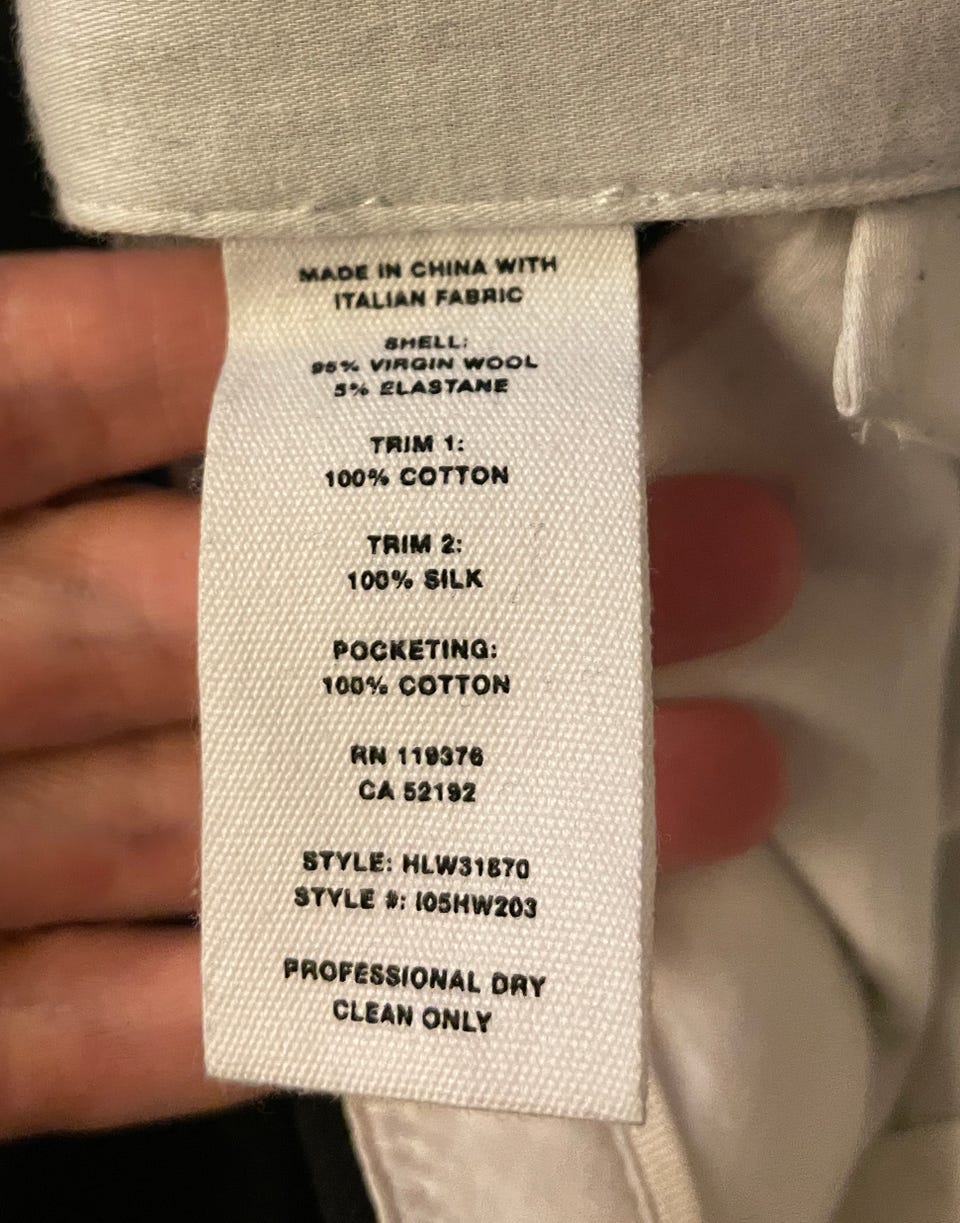 MADE IN CHINA WITH
ITALIAN FABRIC
SHELL:
95% VIRGIN WOOL
5% ELASTANE
TRIM 1:
100% COTTON
TRIM 2:
100% SILK
POCKETING:
100% COTTON
RN 119376
CA 52192
STYLE: HLW31870
STYLE #: I05HW203
PROFESSIONAL DRY
CLEAN ONLY